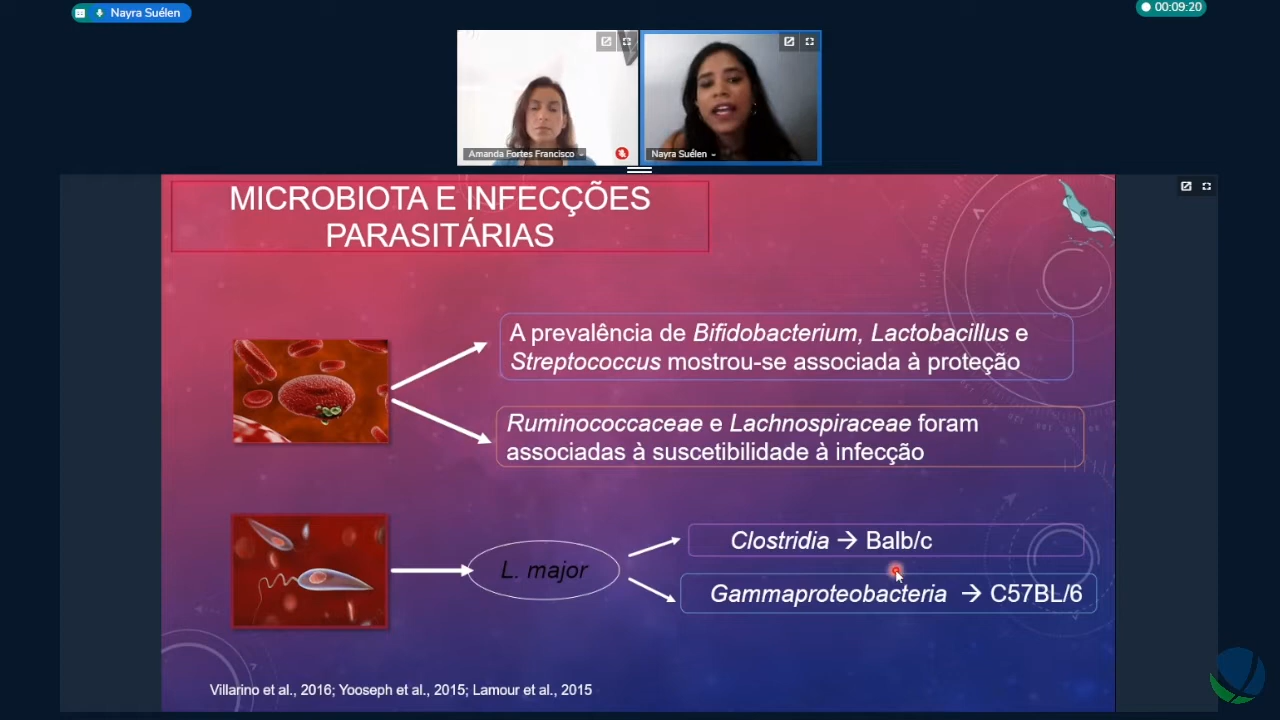 Nayra Suélen
00:09:20
Amanda Fortes Francisco
Nayra Suélen
MICROBIOTA E INFECÇÕES
PARASITÁRIAS
A prevalência de Bifidobacterium, Lactobacillus e
Streptococcus mostrou-se associada à proteção
Ruminococcaceae e Lachnospiraceae foram
associadas à suscetibilidade à infecção
L. major
Clostridia → Balb/c
Gammaproteobacteria → C57BL/6
Villarino et al., 2016; Yooseph et al., 2015; Lamour et al., 2015